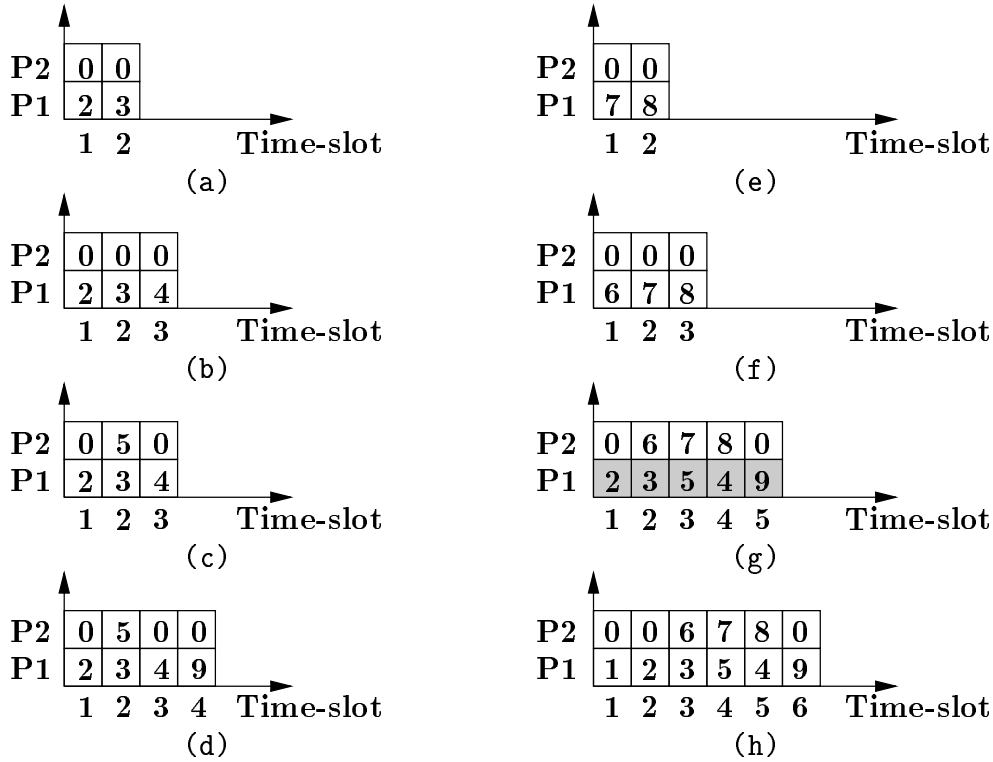 P2 0 0
P1 2 3
1 2 Time-slot
(a)
P2 0 0 0
P1 2 3 4
1 2 3 Time-slot
(b)
P2 0 5 0
P1 2 3 4
1 2 3 Time-slot
(c)
P2 0 5 0 0
P1 2 3 4 9
1 2 3 4 Time-slot
(d)
P2 0 0
P1 7 8
1 2 Time-slot
(e)
P2 0 0 0
P1 6 7 8
1 2 3 Time-slot
(f)
P2 0 6 7 8 0
P1 2 3 5 4 9
1 2 3 4 5 Time-slot
(g)
P2 0 0 6 7 8 0
P1 1 2 3 5 4 9
1 2 3 4 5 6 Time-slot
(h)